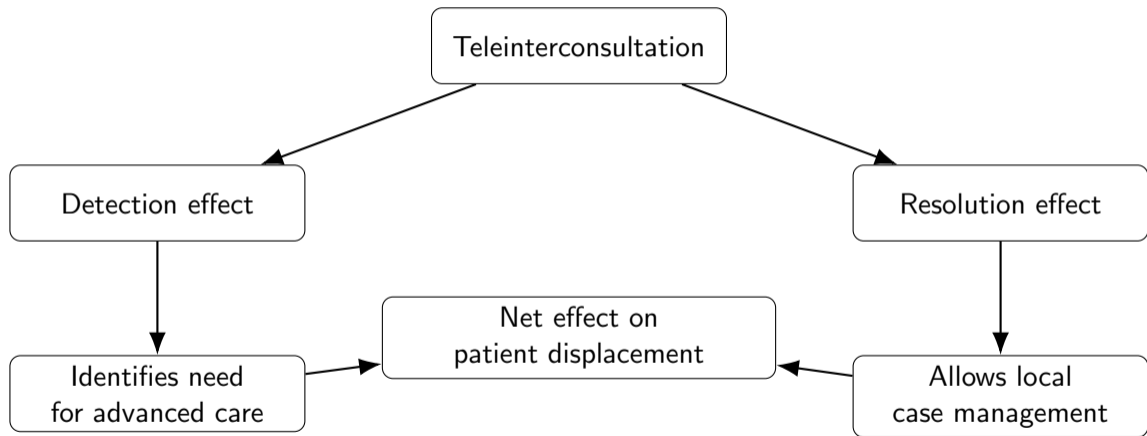 Teleinterconsultation
Detection effect
Resolution effect
Net effect on
patient displacement
Identifies need
for advanced care
Allows local
case management